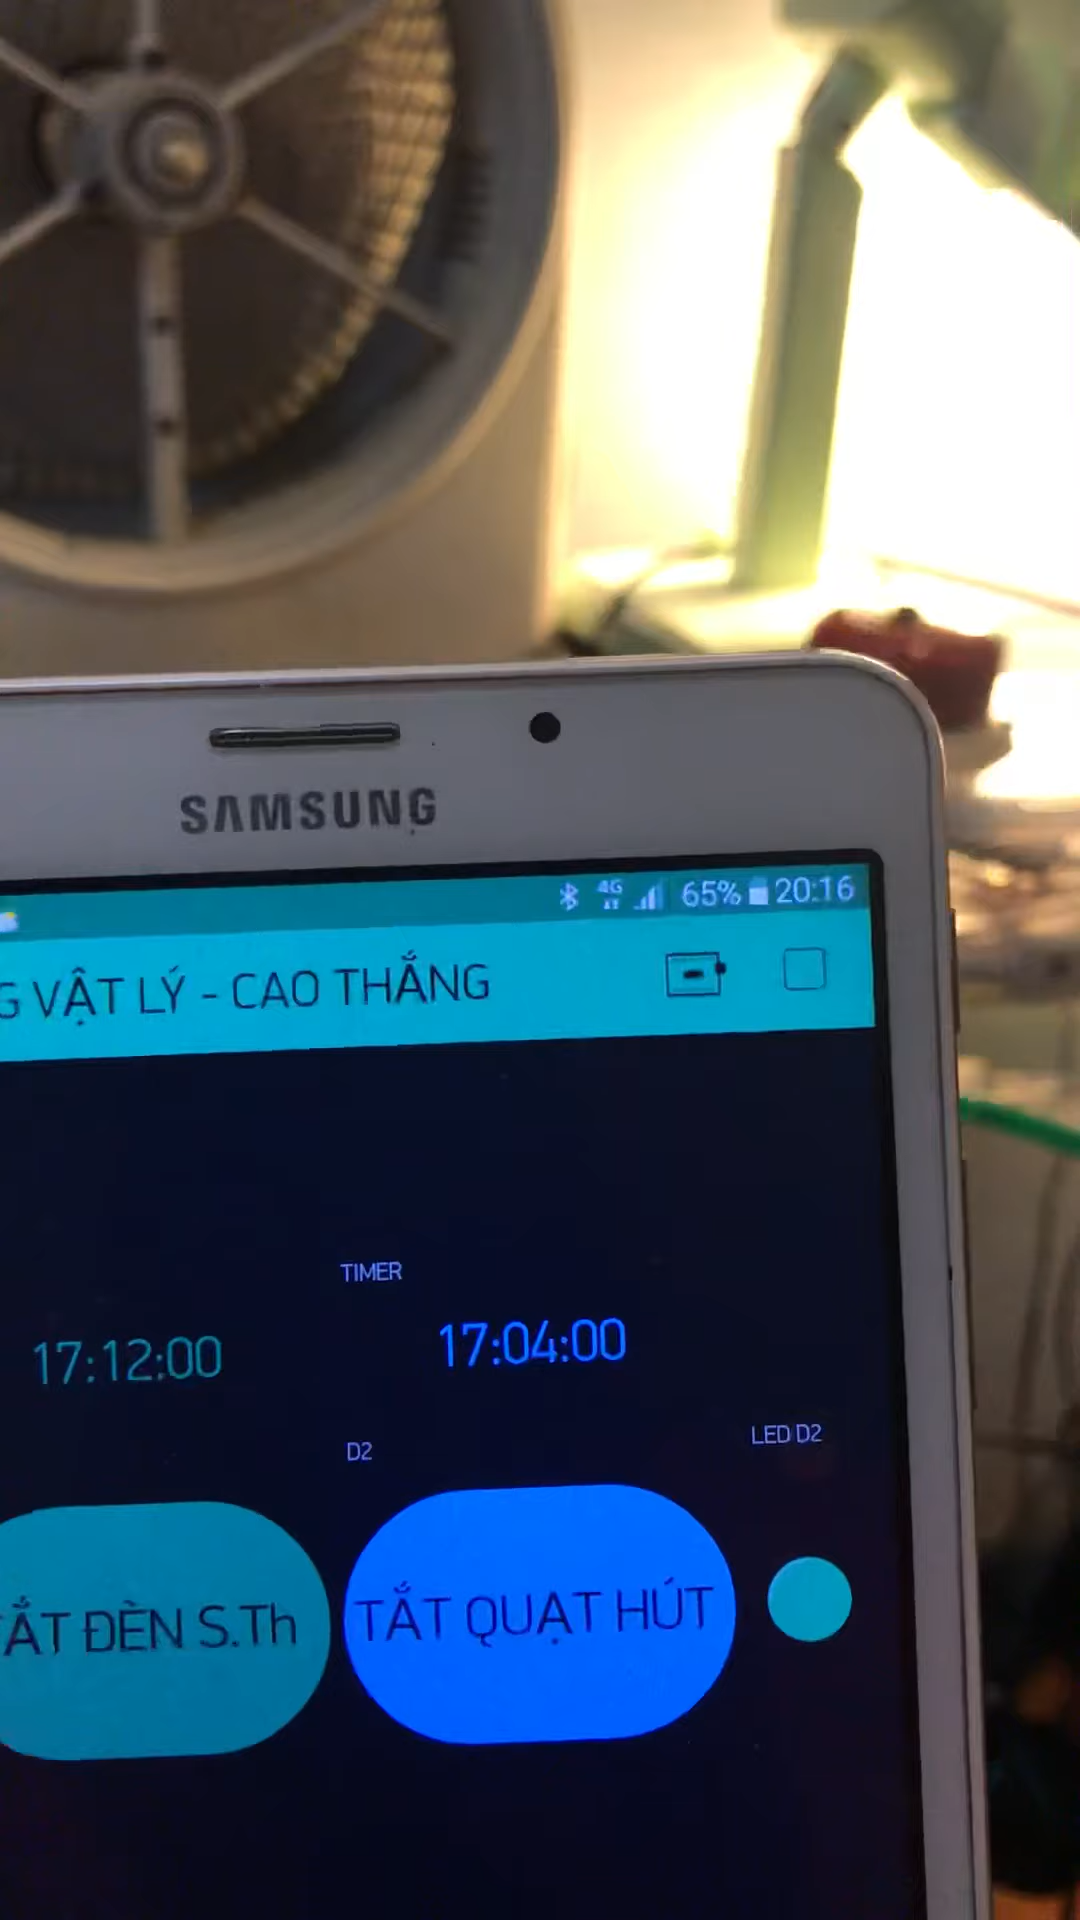 SAMSUNG
4G 65% 20:16
G VẬT LÝ - CAO THẮNG
TIMER
17:12:00 17:04:00
D2 LED D2
ẮT ĐÈN S.Th TẮT QUẠT HÚT